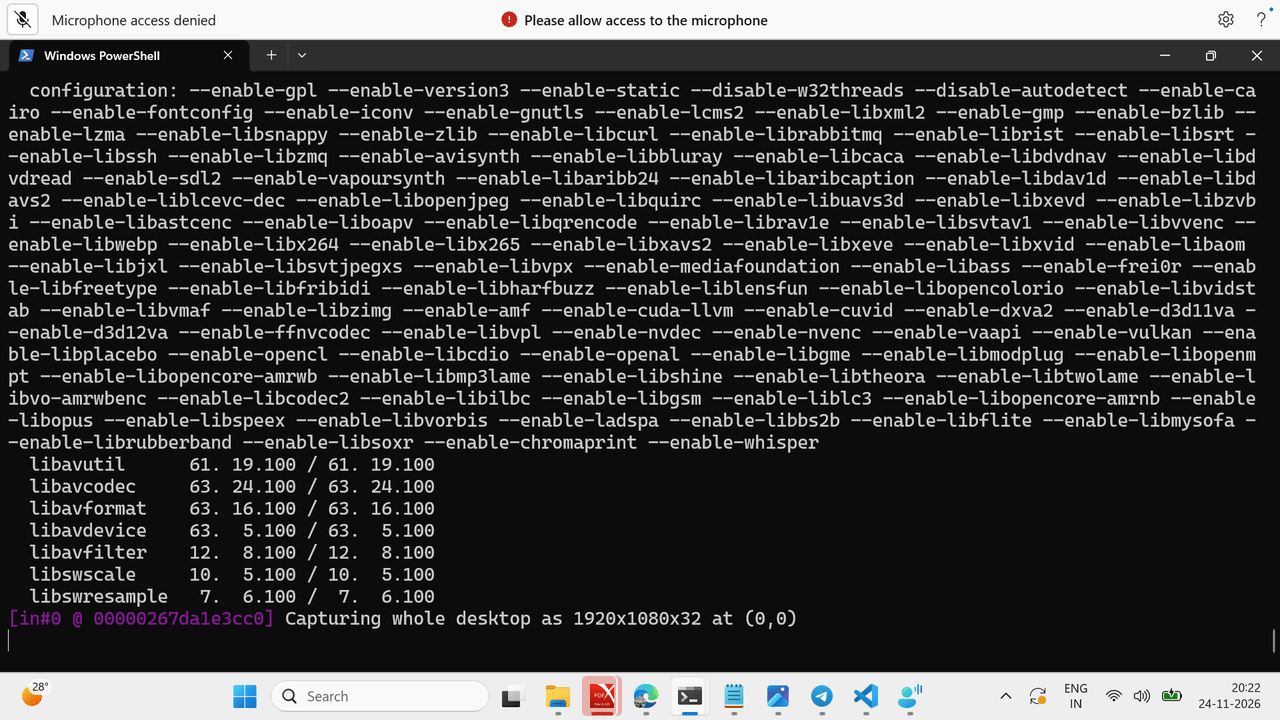 Microphone access denied
Please allow access to the microphone
?
Windows PowerShell
  configuration: --enable-gpl --enable-version3 --enable-static --disable-w32threads --disable-autodetect --enable-ca
iro --enable-fontconfig --enable-iconv --enable-gnutls --enable-lcms2 --enable-libxml2 --enable-gmp --enable-bzlib --
enable-lzma --enable-libsnappy --enable-zlib --enable-libcurl --enable-librabbitmq --enable-librist --enable-libsrt -
-enable-libssh --enable-libzmq --enable-avisynth --enable-libbluray --enable-libcaca --enable-libdvdnav --enable-libd
vdread --enable-sdl2 --enable-vapoursynth --enable-libaribb24 --enable-libaribcaption --enable-libdav1d --enable-libd
avs2 --enable-liblcevc-dec --enable-libopenjpeg --enable-libquirc --enable-libuavs3d --enable-libxevd --enable-libzvb
i --enable-libastcenc --enable-liboapv --enable-libqrencode --enable-librav1e --enable-libsvtav1 --enable-libvvenc --
enable-libwebp --enable-libx264 --enable-libx265 --enable-libxavs2 --enable-libxeve --enable-libxvid --enable-libaom
--enable-libjxl --enable-libsvtjpegxs --enable-libvpx --enable-mediafoundation --enable-libass --enable-frei0r --enab
le-libfreetype --enable-libfribidi --enable-libharfbuzz --enable-liblensfun --enable-libopencolorio --enable-libvidst
ab --enable-libvmaf --enable-libzimg --enable-amf --enable-cuda-llvm --enable-cuvid --enable-dxva2 --enable-d3d11va -
-enable-d3d12va --enable-ffnvcodec --enable-libvpl --enable-nvdec --enable-nvenc --enable-vaapi --enable-vulkan --ena
ble-libplacebo --enable-opencl --enable-libcdio --enable-openal --enable-libgme --enable-libmodplug --enable-libopenm
pt --enable-libopencore-amrwb --enable-libmp3lame --enable-libshine --enable-libtheora --enable-libtwolame --enable-l
ibvo-amrwbenc --enable-libcodec2 --enable-libilbc --enable-libgsm --enable-liblc3 --enable-libopencore-amrnb --enable
-libopus --enable-libspeex --enable-libvorbis --enable-ladspa --enable-libbs2b --enable-libflite --enable-libmysofa -
-enable-librubberband --enable-libsoxr --enable-chromaprint --enable-whisper
  libavutil      61. 19.100 / 61. 19.100
  libavcodec     63. 24.100 / 63. 24.100
  libavformat    63. 16.100 / 63. 16.100
  libavdevice    63.  5.100 / 63.  5.100
  libavfilter    12.  8.100 / 12.  8.100
  libswscale     10.  5.100 / 10.  5.100
  libswresample   7.  6.100 /  7.  6.100
[in#0 @ 00000267da1e3cc0] Capturing whole desktop as 1920x1080x32 at (0,0)
28°
Search
PDF
ENG
IN
20:22
24-11-2026